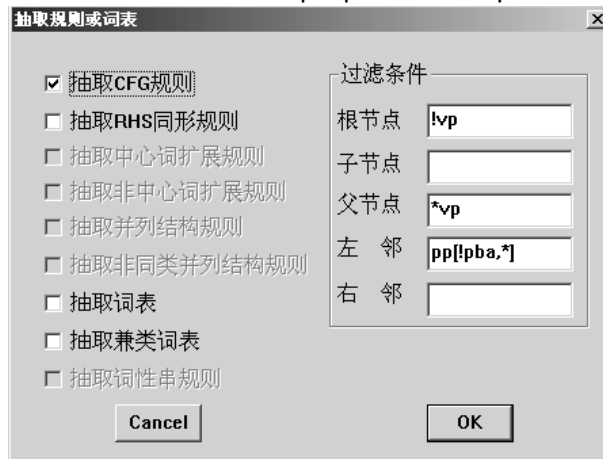 抽取规则或词表
抽取CFG规则
抽取RHS同形规则
抽取中心词扩展规则
抽取非中心词扩展规则
抽取并列结构规则
抽取非同类并列结构规则
抽取词表
抽取兼类词表
抽取词性串规则
过滤条件
根节点 !vp
子节点
父节点 *vp
左 邻 pp[!pba,*]
右 邻
Cancel OK